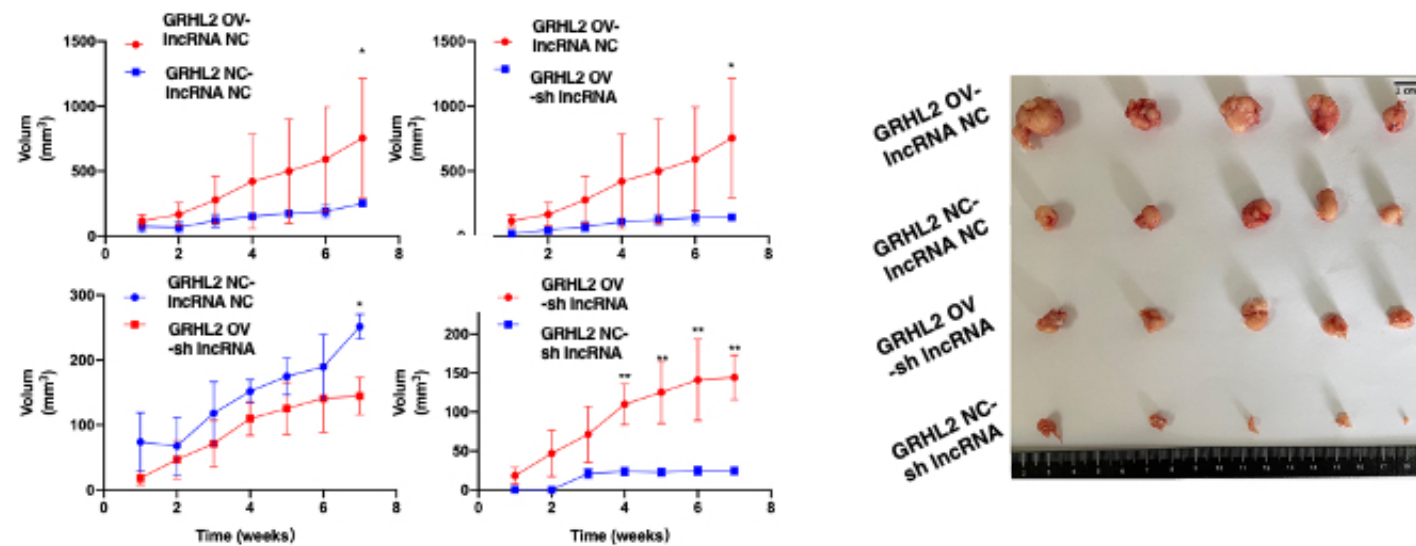 GRHL2 OV-
lncRNA NC
GRHL2 NC-
lncRNA NC
1500
1000
500
0
Volum
(mm³)
*
0
2
4
6
8
GRHL2 OV-
lncRNA NC
GRHL2 OV
-sh lncRNA
1500
1000
500
Volum
(mm³)
*
0
2
4
6
8
GRHL2 NC-
lncRNA NC
GRHL2 OV
-sh lncRNA
300
200
100
0
Volum
(mm³)
*
0
2
4
6
8
Time (weeks)
GRHL2 OV
-sh lncRNA
GRHL2 NC-
sh lncRNA
200
150
100
50
0
Volum
(mm³)
**
**
**
**
0
2
4
6
8
Time (weeks)
GRHL2 OV-
lncRNA NC
GRHL2 NC-
lncRNA NC
GRHL2 OV
-sh lncRNA
GRHL2 NC-
sh lncRNA
1 cm